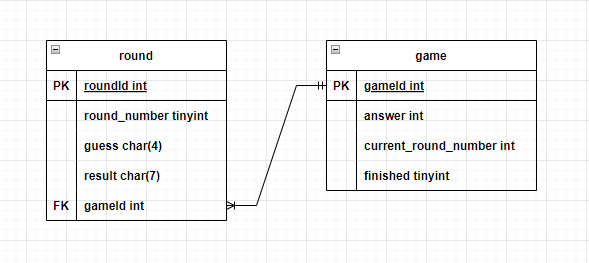 round
PK roundId int
round_number tinyint
guess char(4)
result char(7)
FK gameId int
game
PK gameId int
answer int
current_round_number int
finished tinyint